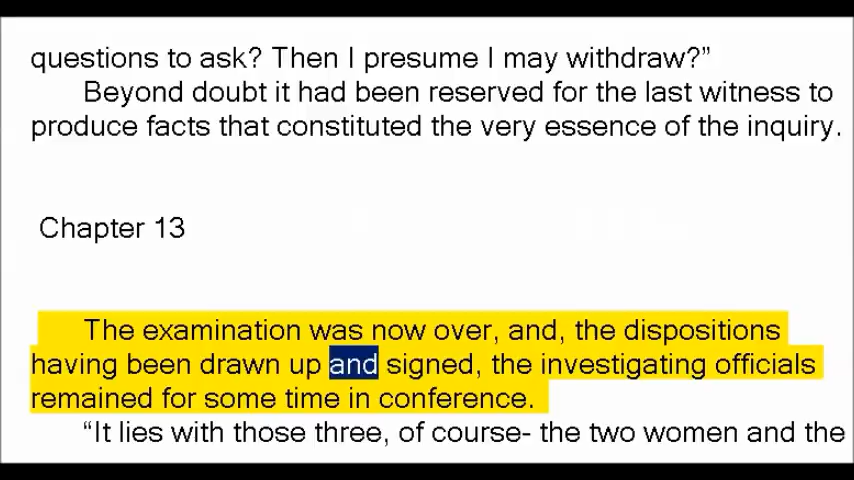 questions to ask? Then I presume I may withdraw?”
Beyond doubt it had been reserved for the last witness to
produce facts that constituted the very essence of the inquiry.
Chapter 13
The examination was now over, and, the dispositions
having been drawn up and signed, the investigating officials
remained for some time in conference.
“It lies with those three, of course- the two women and the